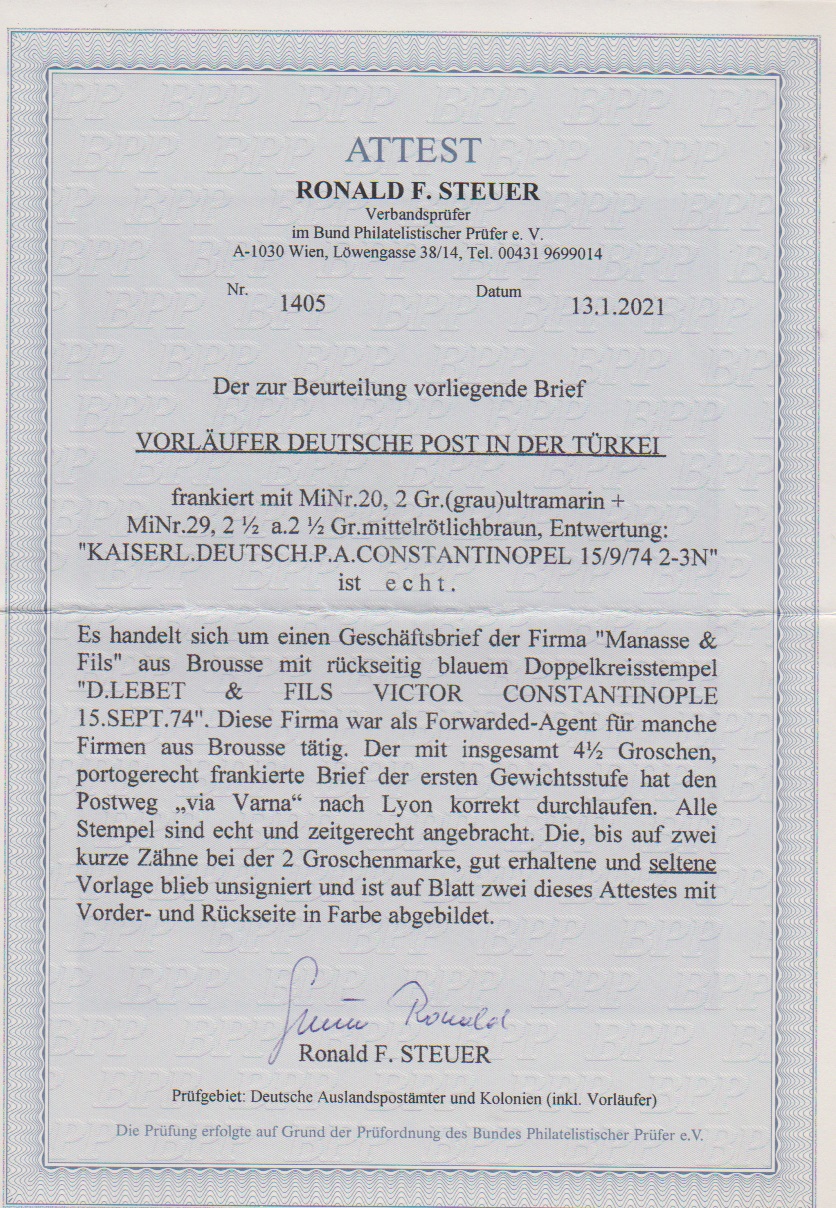 ATTEST
RONALD F. STEUER
Verbandsprüfer
im Bund Philatelistischer Prüfer e. V.
A-1030 Wien, Löwengasse 38/14, Tel. 00431 9699014
Nr. 1405 Datum 13.1.2021
Der zur Beurteilung vorliegende Brief
VORLÄUFER DEUTSCHE POST IN DER TÜRKEI
frankiert mit MiNr.20, 2 Gr.(grau)ultramarin +
MiNr.29, 2 ½ a.2 ½ Gr.mittelrötlichbraun, Entwertung:
"KAISERL.DEUTSCH.P.A.CONSTANTINOPEL 15/9/74 2-3N"
ist e c h t .
Es handelt sich um einen Geschäftsbrief der Firma "Manasse &
Fils" aus Brousse mit rückseitig blauem Doppelkreisstempel
"D.LEBET & FILS VICTOR CONSTANTINOPLE
15.SEPT.74". Diese Firma war als Forwarded-Agent für manche
Firmen aus Brousse tätig. Der mit insgesamt 4½ Groschen,
portogerecht frankierte Brief der ersten Gewichtsstufe hat den
Postweg „via Varna“ nach Lyon korrekt durchlaufen. Alle
Stempel sind echt und zeitgerecht angebracht. Die, bis auf zwei
kurze Zähne bei der 2 Groschenmarke, gut erhaltene und seltene
Vorlage blieb unsigniert und ist auf Blatt zwei dieses Attestes mit
Vorder- und Rückseite in Farbe abgebildet.
Steuer Ronald
Ronald F. STEUER
Prüfgebiet: Deutsche Auslandspostämter und Kolonien (inkl. Vorläufer)
Die Prüfung erfolgte auf Grund der Prüfordnung des Bundes Philatelistischer Prüfer e.V.